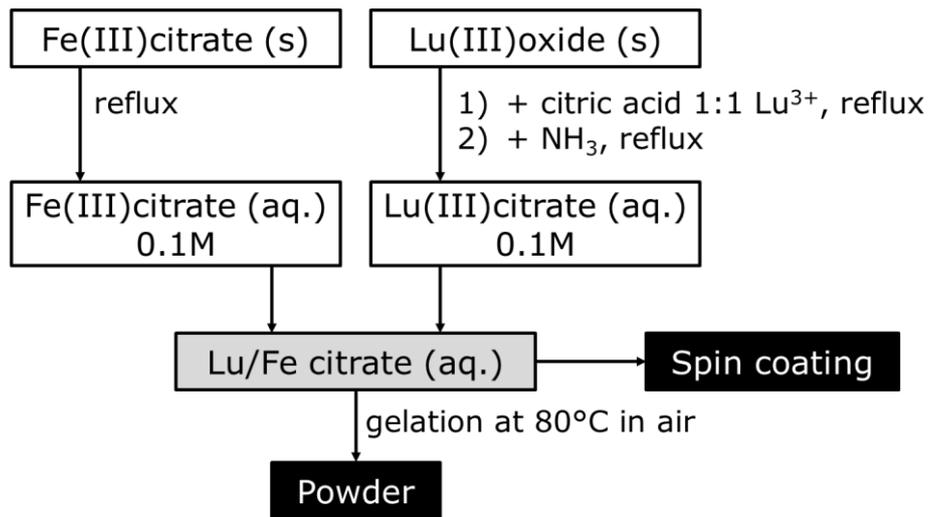 Fe(III)citrate (s)
Lu(III)oxide (s)
reflux
1) + citric acid 1:1 Lu³⁺, reflux
2) + NH₃, reflux
Fe(III)citrate (aq.)
0.1M
Lu(III)citrate (aq.)
0.1M
Lu/Fe citrate (aq.)
Spin coating
gelation at 80°C in air
Powder